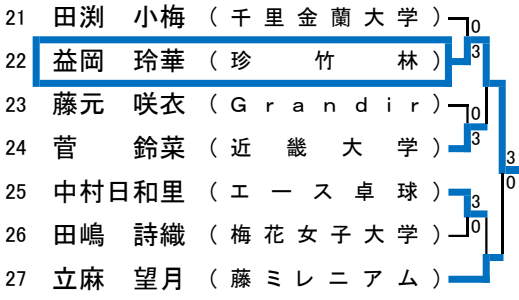 21 田渕 小梅 (千里金蘭大学) 0
22 益岡 玲華 (珍竹林) 3
23 藤元 咲衣 (Grandir) 0
24 菅 鈴菜 (近畿大学) 3
3
0
25 中村日和里 (エース卓球) 3
26 田嶋 詩織 (梅花女子大学) 0
27 立麻 望月 (藤ミレニアム)